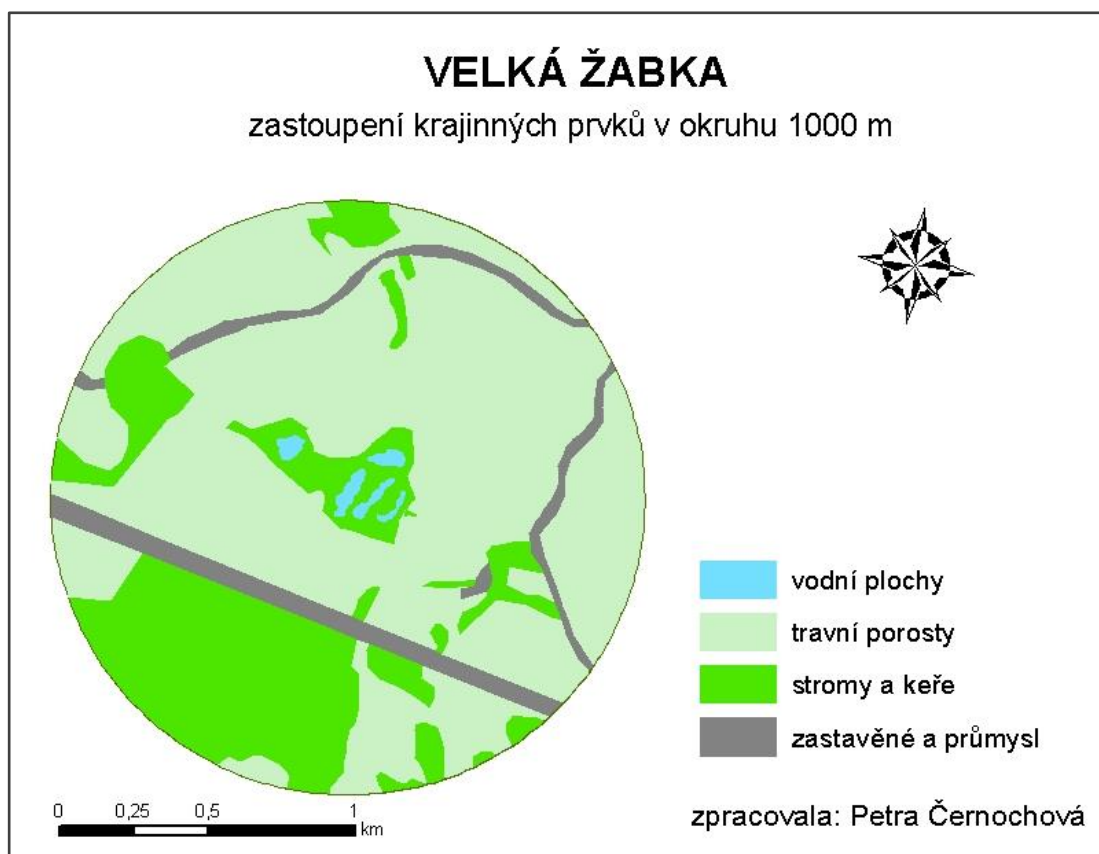 VELKÁ ŽABKA
zastoupení krajinných prvků v okruhu 1000 m
vodní plochy
travní porosty
stromy a keře
zastavěné a průmysl
0 0,25 0,5 1
km
zpracovala: Petra Černochová